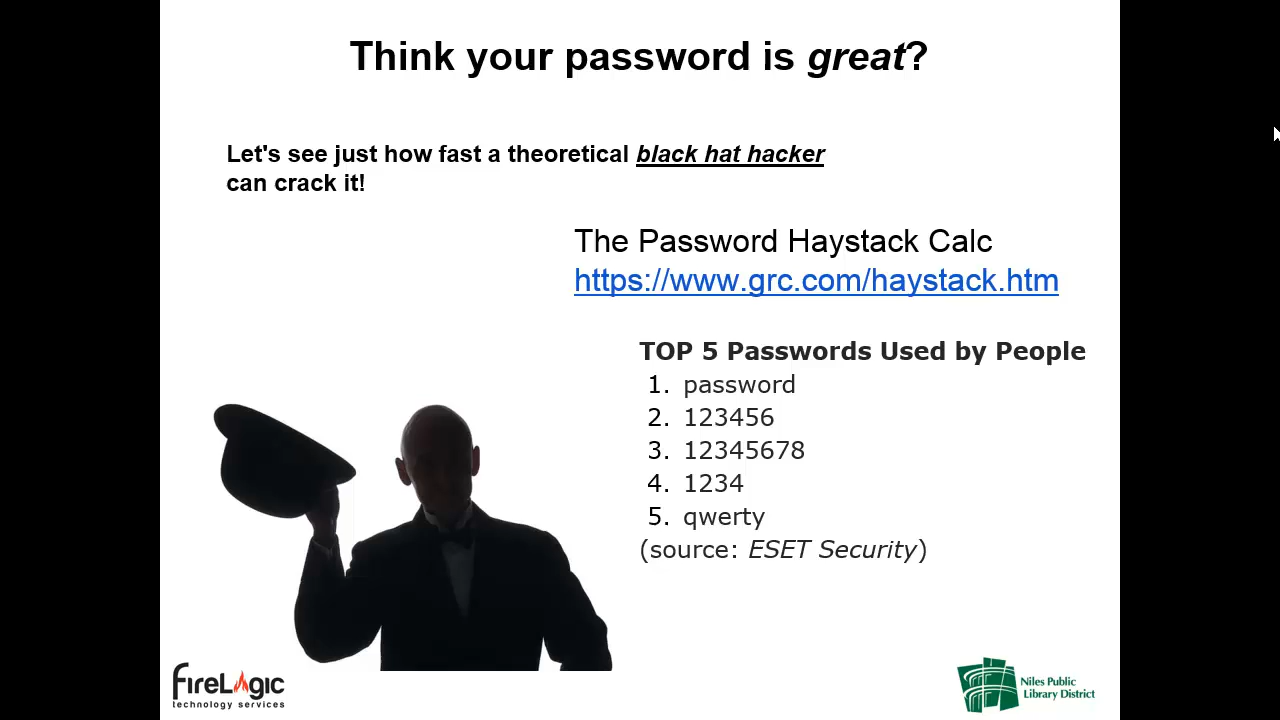 Think your password is great?
Let's see just how fast a theoretical black hat hacker
can crack it!
The Password Haystack Calc
https://www.grc.com/haystack.htm
TOP 5 Passwords Used by People
1. password
2. 123456
3. 12345678
4. 1234
5. qwerty
(source: ESET Security)
FireLogic
technology services
Niles Public
Library District